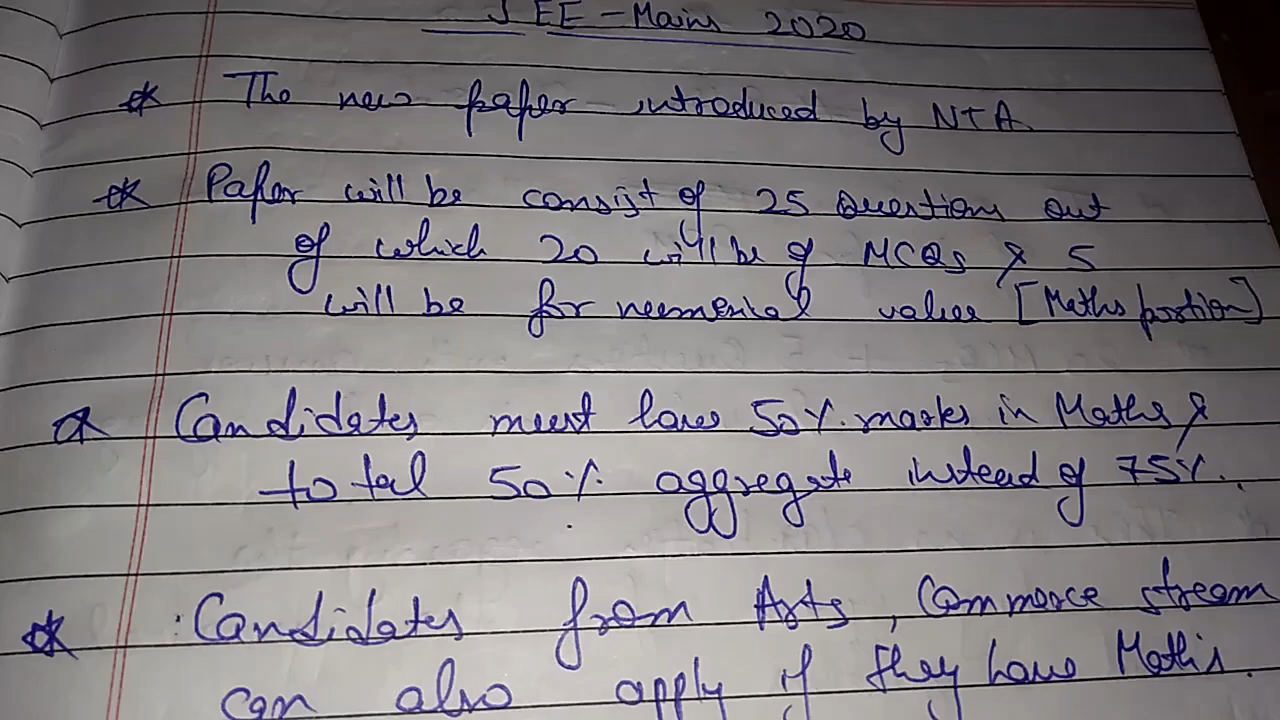 JEE - Mains 2020
* The new paper introduced by NTA
* Paper will be consist of 25 Questions out
of which 20 will be of MCQs & 5
will be for neumerical values [Maths portion]
* Candidates must have 50% marks in Maths &
total 50% aggregate instead of 75%.
* Candidates from Arts, Commerce stream
can also apply if they have Maths.